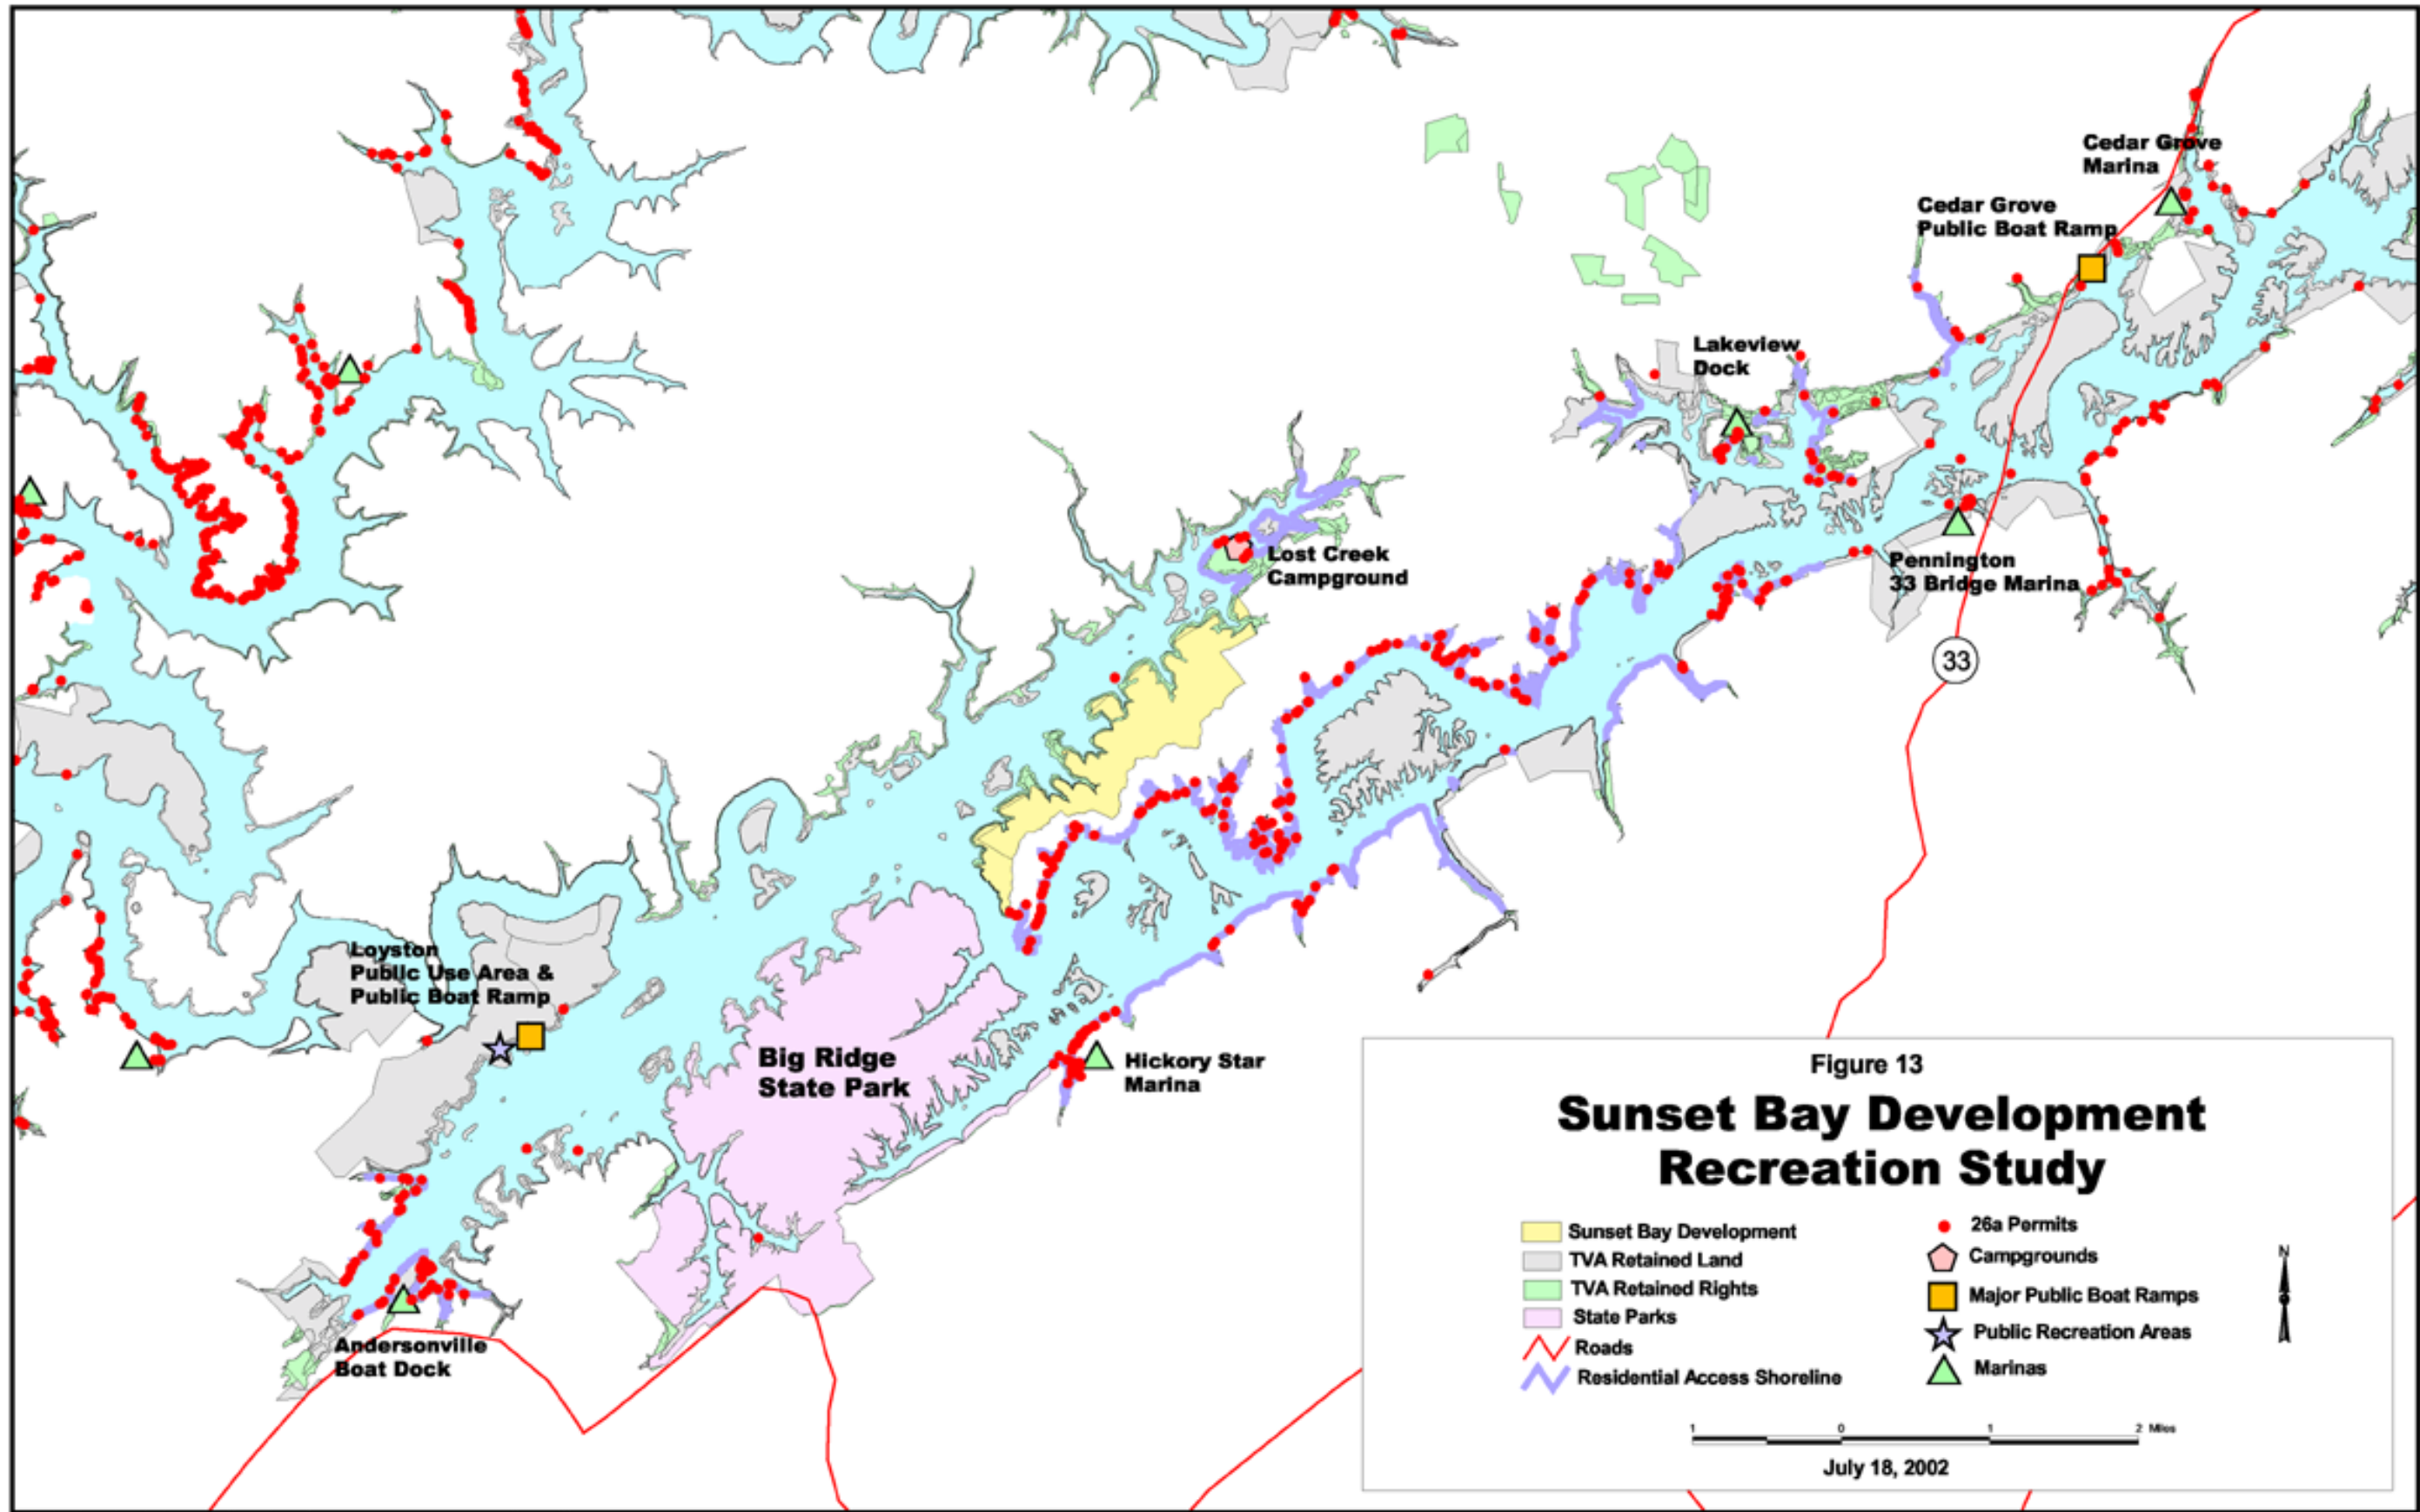 Cedar Grove
Marina
Cedar Grove
Public Boat Ramp
Lakeview
Dock
Lost Creek
Campground
Pennington
33 Bridge Marina
33
Loyston
Public Use Area &
Public Boat Ramp
Big Ridge
State Park
Hickory Star
Marina
Andersonville
Boat Dock
Figure 13
Sunset Bay Development
Recreation Study
Sunset Bay Development
TVA Retained Land
TVA Retained Rights
State Parks
Roads
Residential Access Shoreline
26a Permits
Campgrounds
Major Public Boat Ramps
Public Recreation Areas
Marinas
N
1 0 1 2 Miles
July 18, 2002